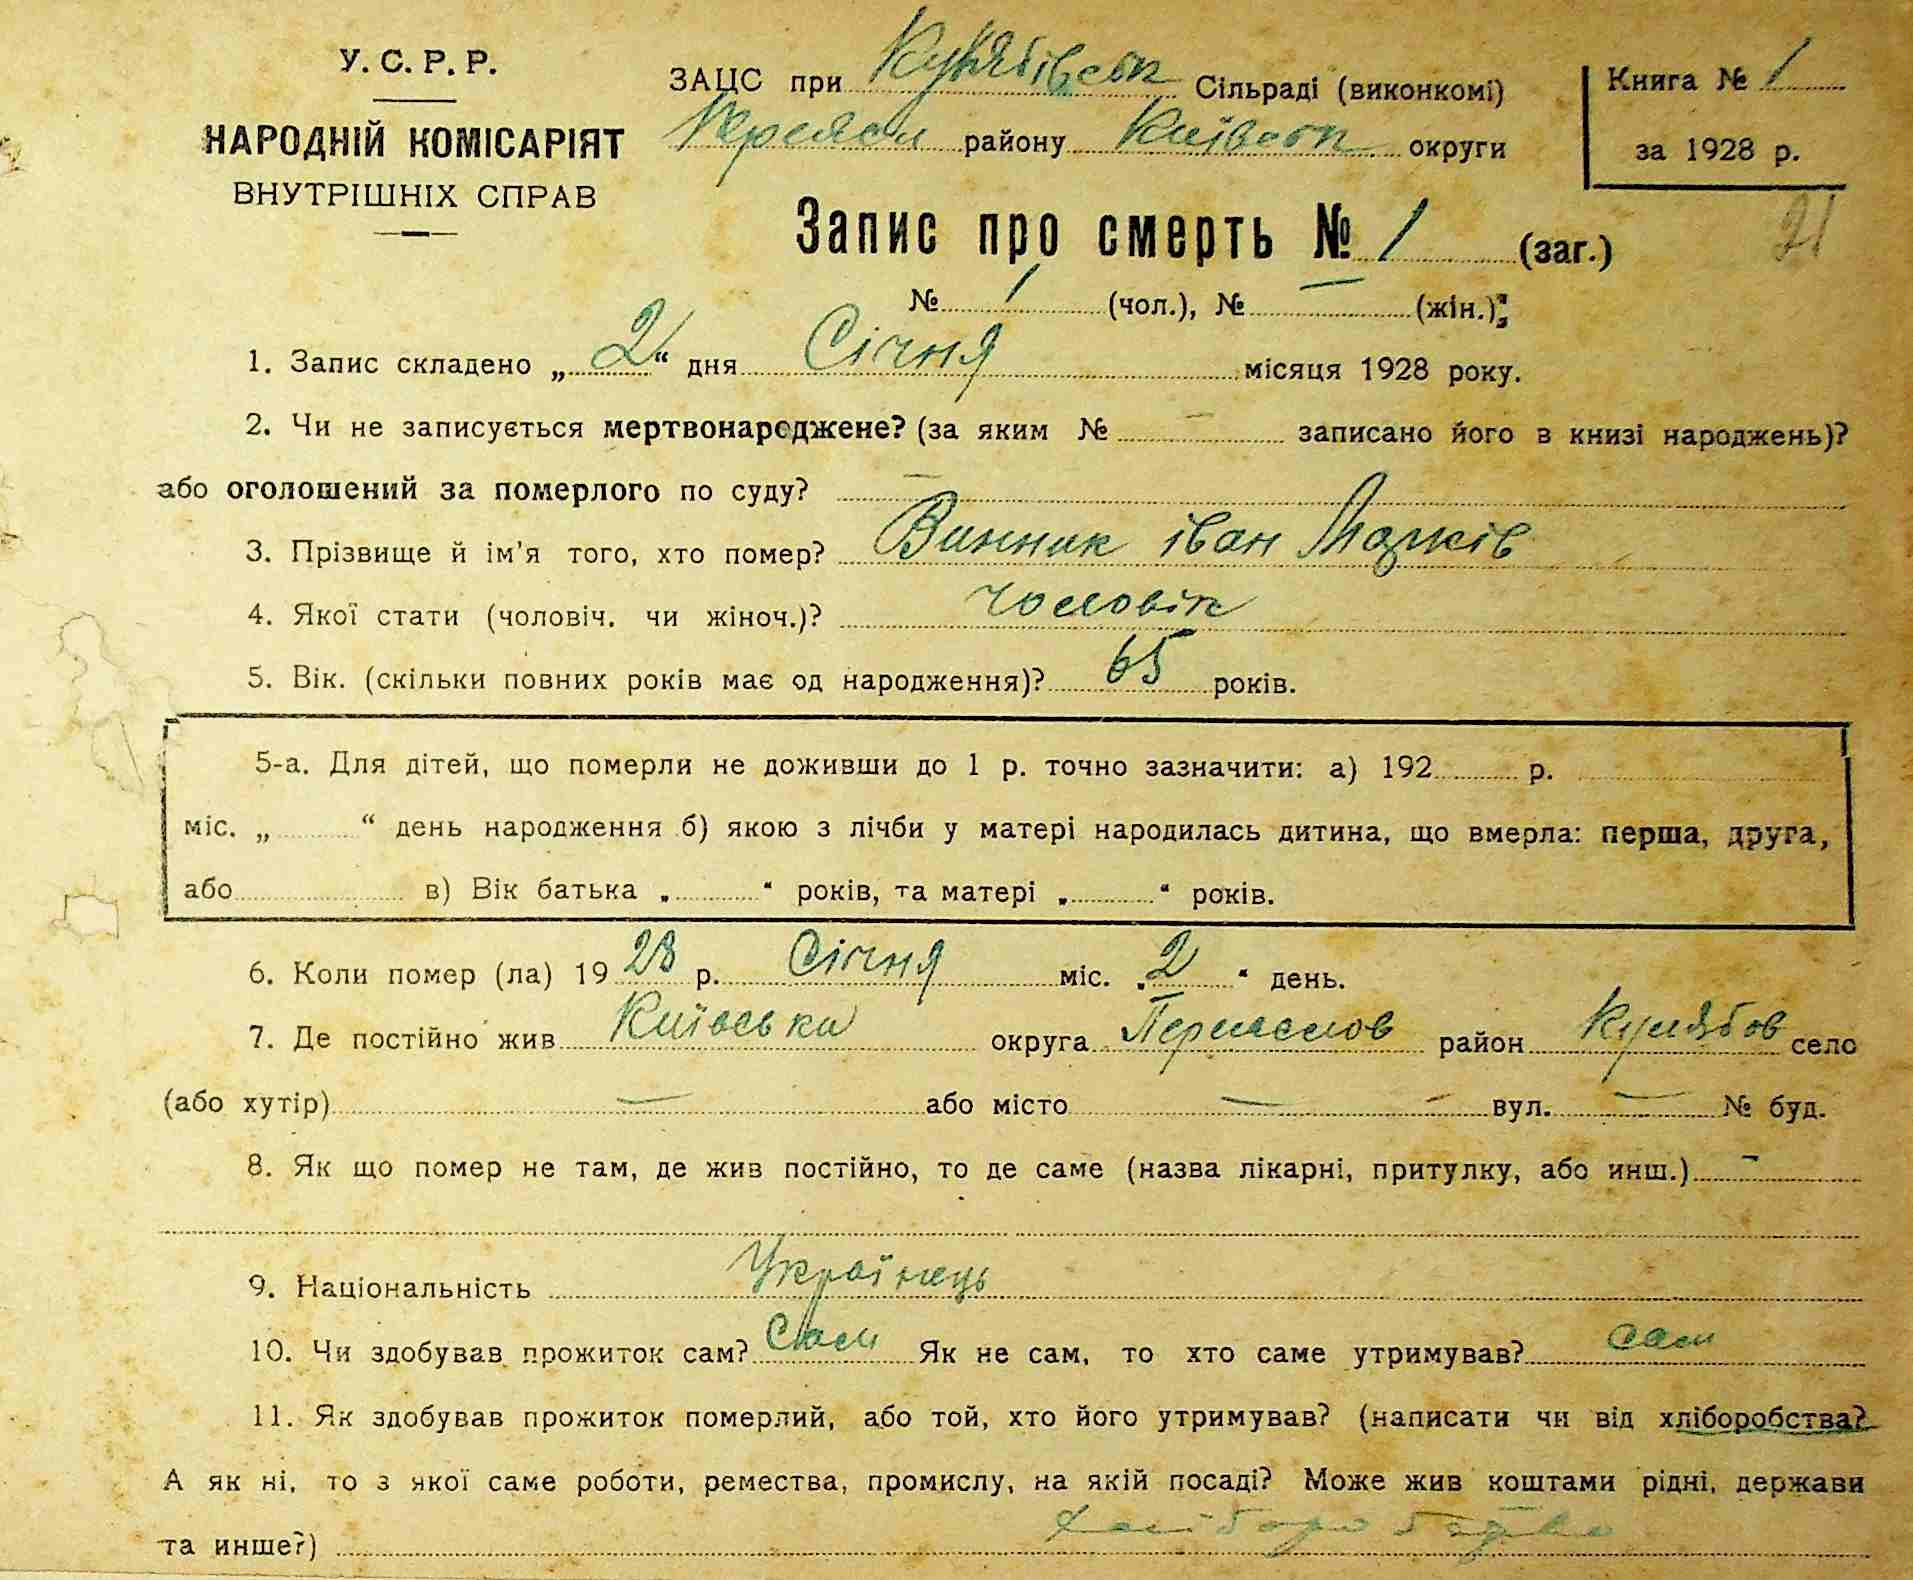 У. С. Р. Р.
НАРОДНІЙ КОМІСАРІЯТ
ВНУТРІШНІХ СПРАВ
ЗАЦС при Сільраді (виконкомі)
району Київськ округи
Книга № 1
за 1928 р.
21
Запис про смерть № 1 (заг.)
№ 1 (чол.), № — (жін.);
1. Запис складено „2“ дня Січня місяця 1928 року.
2. Чи не записується мертвонароджене? (за яким № — записано його в книзі народжень)?
або оголошений за померлого по суду? —
3. Прізвище й ім'я того, хто помер? Винник іван Марків
4. Якої стати (чоловіч. чи жіноч.)? чоловік
5. Вік. (скільки повних років має од народження)? 65 років.
5-а. Для дітей, що померли не доживши до 1 р. точно зазначити: а) 192 р.
міс. „ “ день народження б) якою з лічби у матері народилась дитина, що вмерла: перша, друга,
або в) Вік батька „ “ років, та матері „ “ років.
6. Коли помер (ла) 1928 р. Січня міс. „2“ день.
7. Де постійно жив Київська округа район село
(або хутір) — або місто — вул. — № буд.
8. Як що помер не там, де жив постійно, то де саме (назва лікарні, притулку, або инш.) —
9. Національність Українець
10. Чи здобував прожиток сам? Сам Як не сам, то хто саме утримував? сам
11. Як здобував прожиток померлий, або той, хто його утримував? (написати чи від хліборобства?
А як ні, то з якої саме роботи, ремества, промислу, на якій посаді? Може жив коштами рідні, держави
та инше?) хліборобство